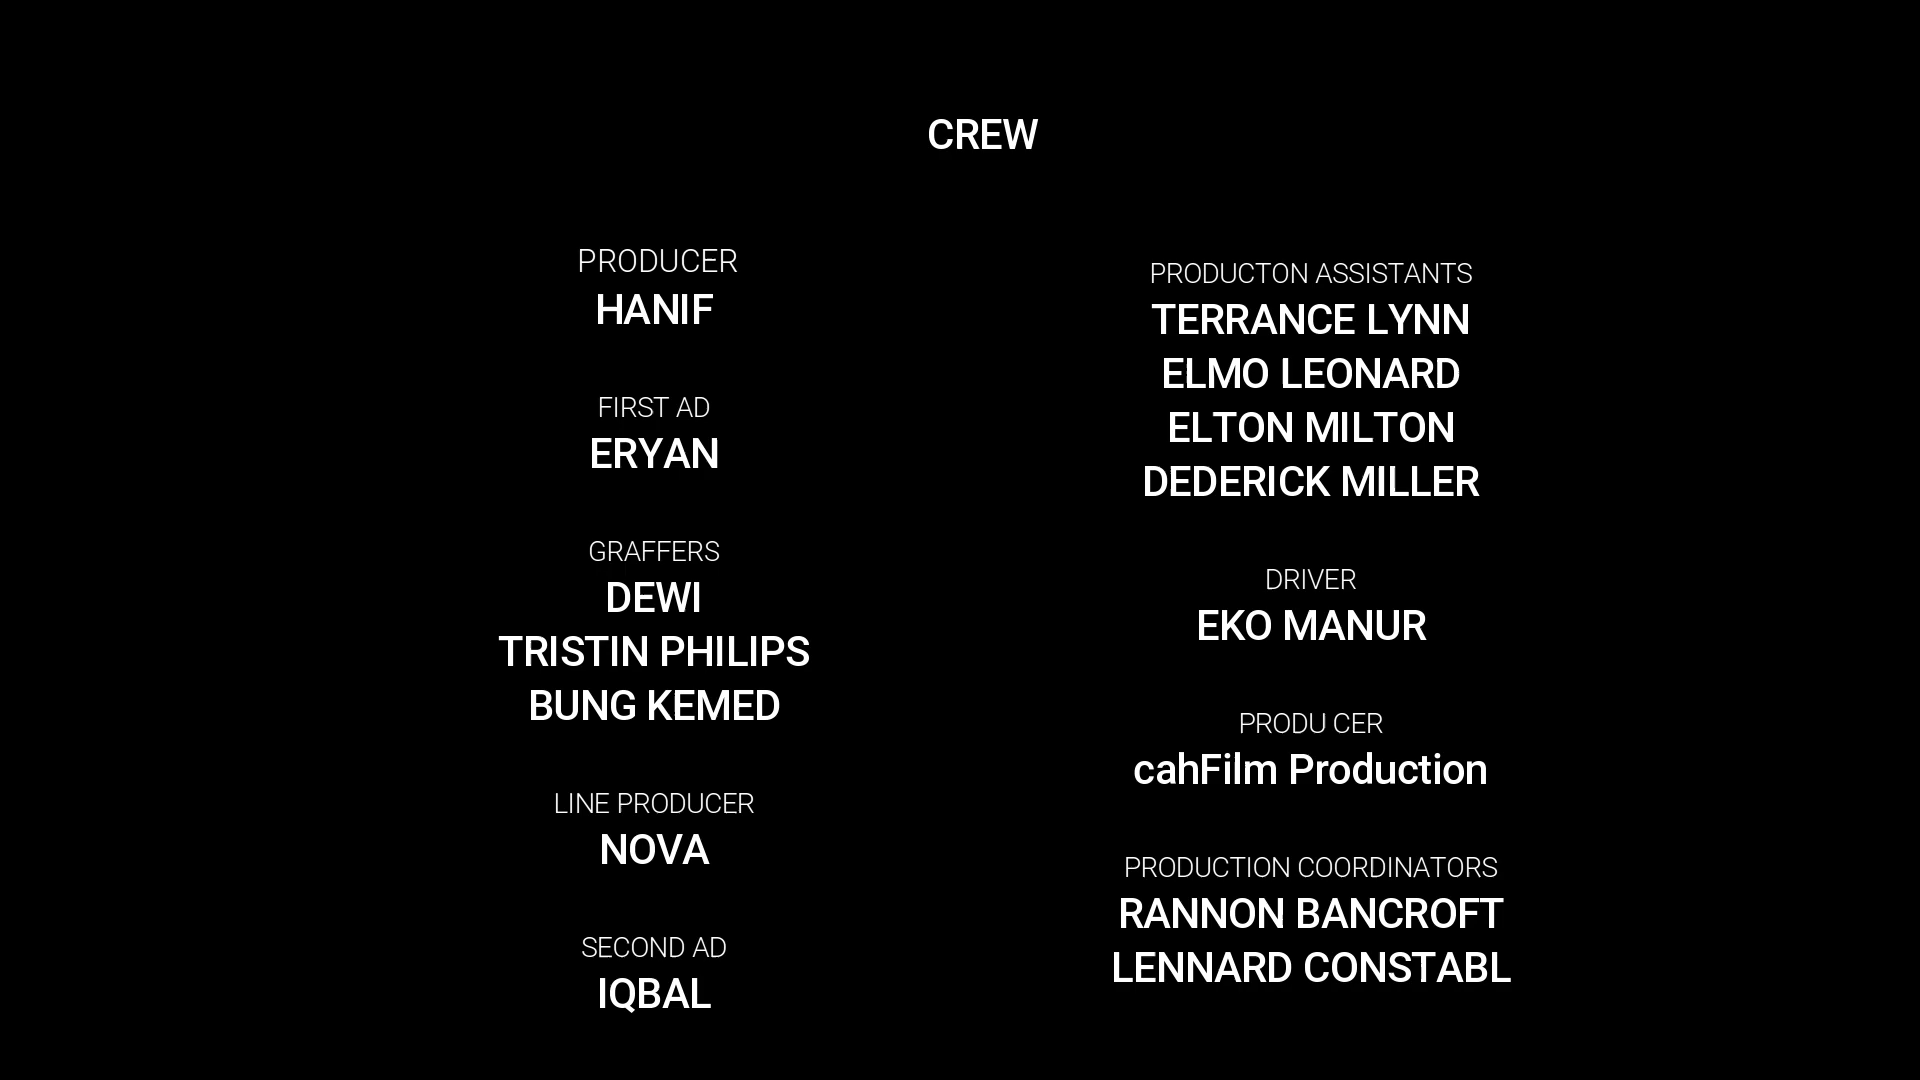 CREW
PRODUCER
HANIF
FIRST AD
ERYAN
GRAFFERS
DEWI
TRISTIN PHILIPS
BUNG KEMED
LINE PRODUCER
NOVA
SECOND AD
IQBAL
PRODUCTON ASSISTANTS
TERRANCE LYNN
ELMO LEONARD
ELTON MILTON
DEDERICK MILLER
DRIVER
EKO MANUR
PRODU CER
cahFilm Production
PRODUCTION COORDINATORS
RANNON BANCROFT
LENNARD CONSTABL